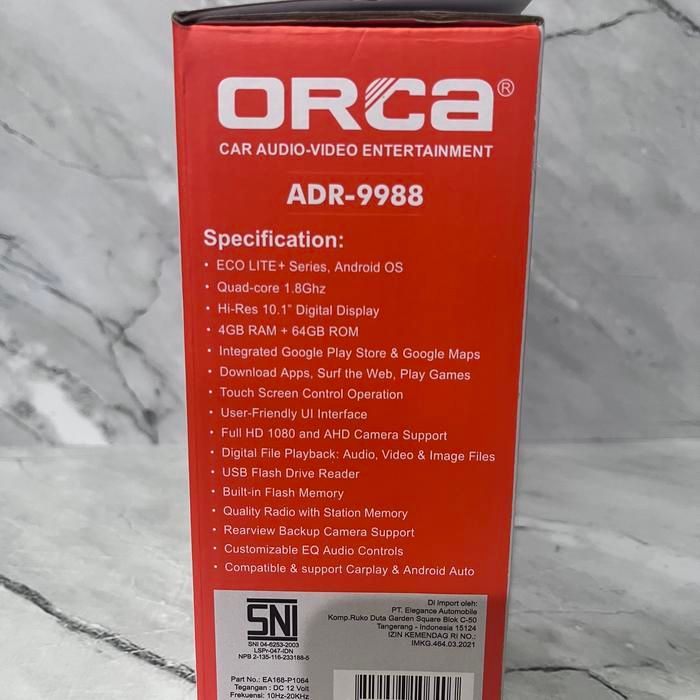 ORCA®
CAR AUDIO-VIDEO ENTERTAINMENT
ADR-9988
Specification:
• ECO LITE+ Series, Android OS
• Quad-core 1.8Ghz
• Hi-Res 10.1" Digital Display
• 4GB RAM + 64GB ROM
• Integrated Google Play Store & Google Maps
• Download Apps, Surf the Web, Play Games
• Touch Screen Control Operation
• User-Friendly UI Interface
• Full HD 1080 and AHD Camera Support
• Digital File Playback: Audio, Video & Image Files
• USB Flash Drive Reader
• Built-in Flash Memory
• Quality Radio with Station Memory
• Rearview Backup Camera Support
• Customizable EQ Audio Controls
• Compatible & support Carplay & Android Auto
SNI
SNI 04-6253-2003
LSPr-047-IDN
NPB 2-135-116-233188-5
Di import oleh:
PT. Elegance Automobile
Komp.Ruko Duta Garden Square Blok C-50
Tangerang - Indonesia 15124
IZIN KEMENDAG RI NO.:
IMKG.464.03.2021
Part No.: EA168-P1064
Tegangan : DC 12 Volt
Frekuensi: 10Hz-20KHz